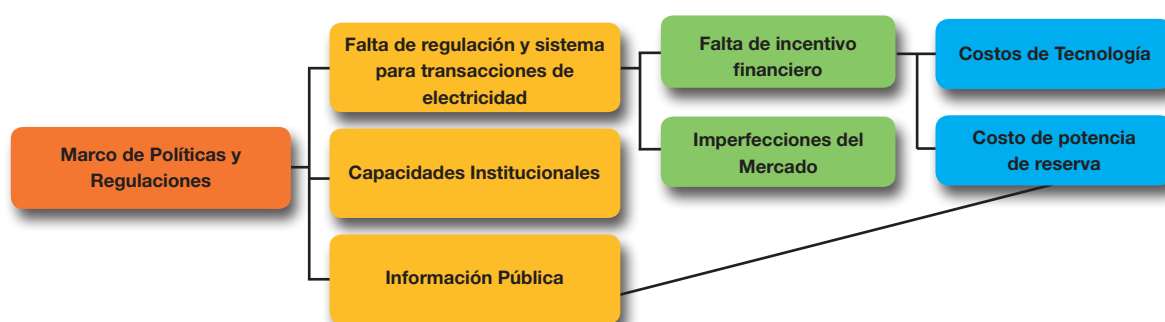 Marco de Políticas y
Regulaciones
Falta de regulación y sistema
para transacciones de
electricidad
Capacidades Institucionales
Información Pública
Falta de incentivo
financiero
Imperfecciones del
Mercado
Costos de Tecnología
Costo de potencia
de reserva